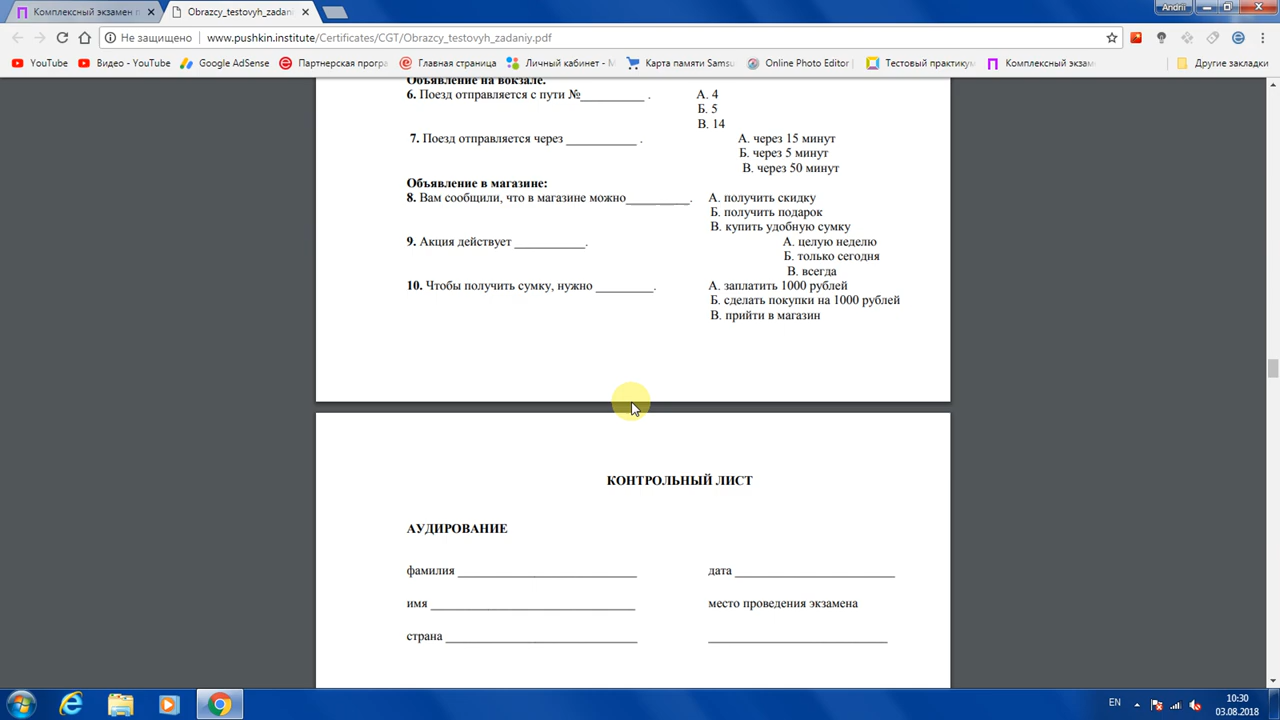 Комплексный экзамен п
Obrazcy_testovyh_zadani
Andrii
Не защищено
www.pushkin.institute/Certificates/CGT/Obrazcy_testovyh_zadaniy.pdf
YouTube
Видео - YouTube
Google AdSense
Партнерская програ
Главная страница
Личный кабинет - М
Карта памяти Samsu
Online Photo Editor
Тестовый практикум
Комплексный экзам
Другие закладки
Объявление на вокзале.
6. Поезд отправляется с пути №__________ . А. 4
Б. 5
В. 14
7. Поезд отправляется через ___________ . А. через 15 минут
Б. через 5 минут
В. через 50 минут
Объявление в магазине:
8. Вам сообщили, что в магазине можно__________. А. получить скидку
Б. получить подарок
В. купить удобную сумку
9. Акция действует ___________. А. целую неделю
Б. только сегодня
В. всегда
10. Чтобы получить сумку, нужно _________. А. заплатить 1000 рублей
Б. сделать покупки на 1000 рублей
В. прийти в магазин
КОНТРОЛЬНЫЙ ЛИСТ
АУДИРОВАНИЕ
фамилия ____________________________ дата _________________________
имя ________________________________ место проведения экзамена
страна ______________________________ ____________________________
EN
10:30
03.08.2018